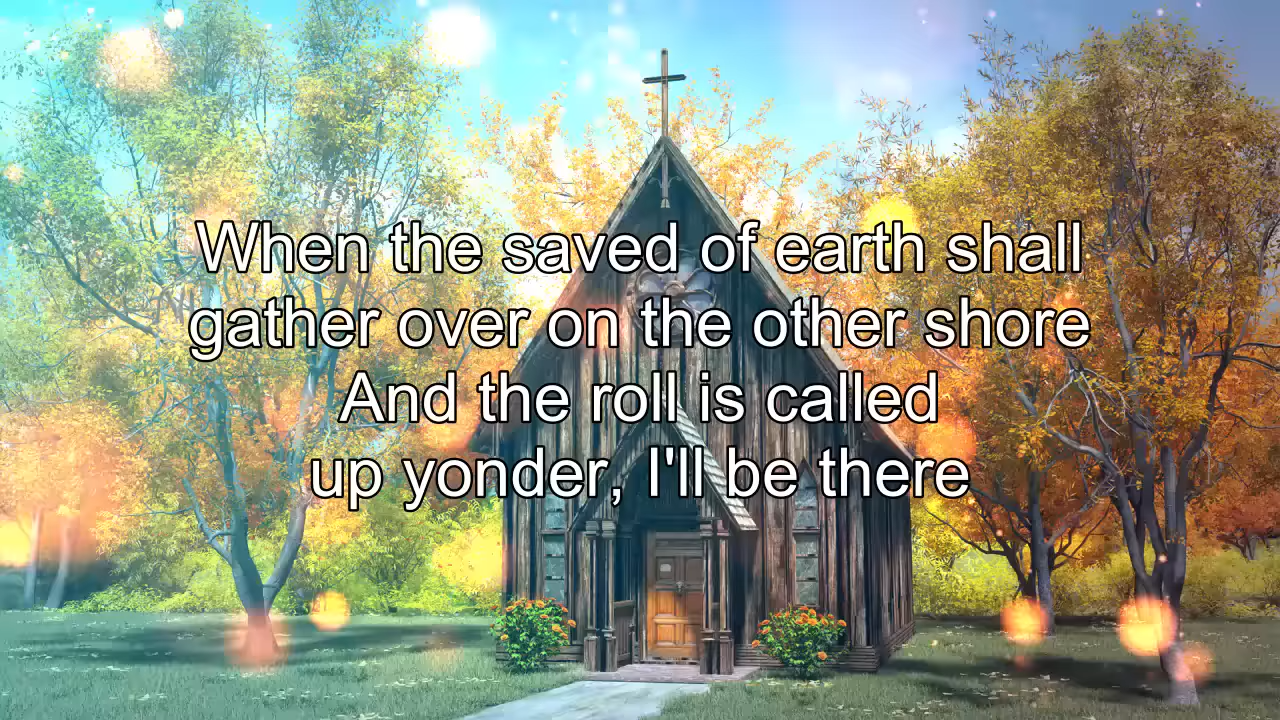 When the saved of earth shall
gather over on the other shore
And the roll is called
up yonder, I'll be there